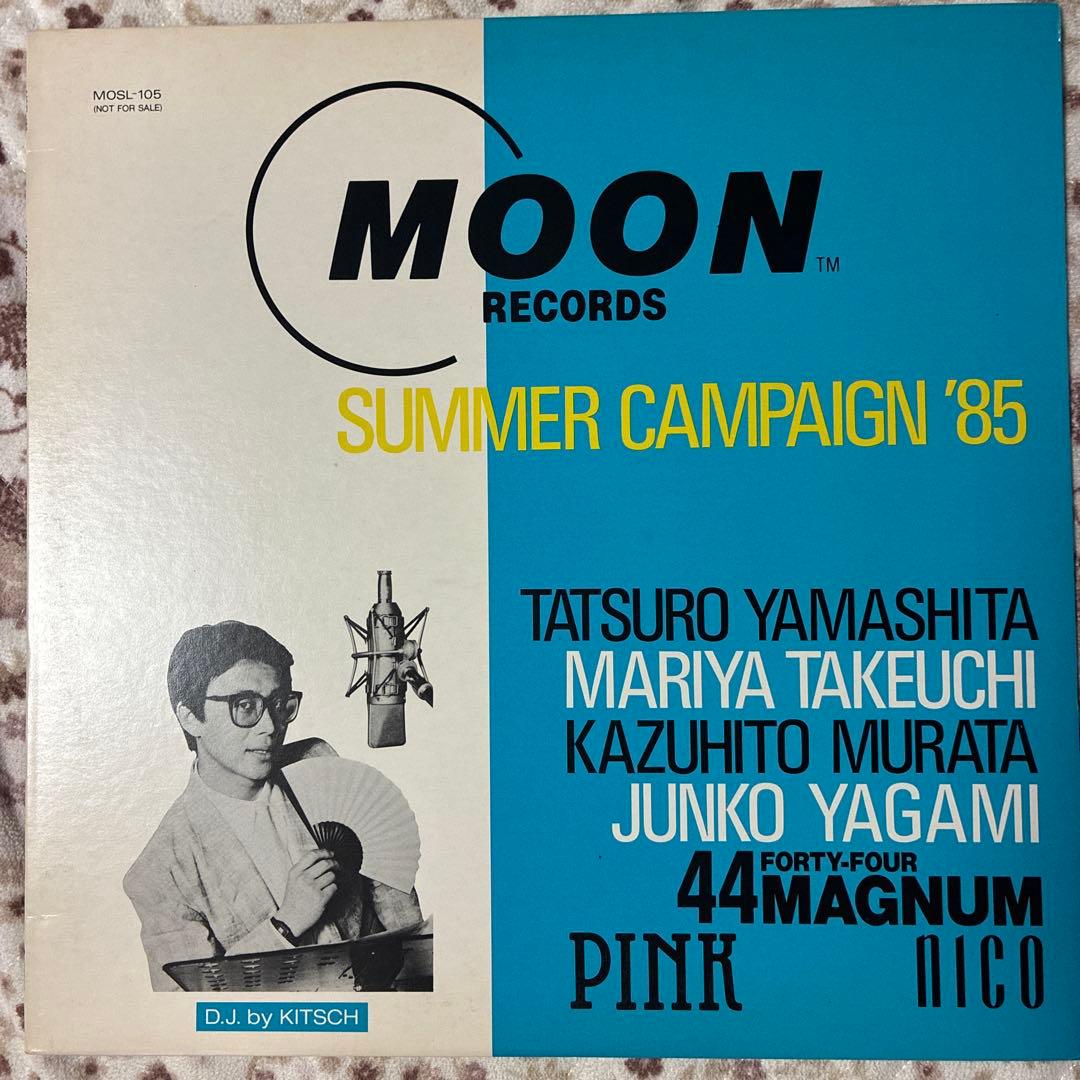 MOSL-105
(NOT FOR SALE)
MOON TM
RECORDS
SUMMER CAMPAIGN '85
TATSURO YAMASHITA
MARIYA TAKEUCHI
KAZUHITO MURATA
JUNKO YAGAMI
44 FORTY-FOUR
MAGNUM
PINK nico
D.J. by KITSCH